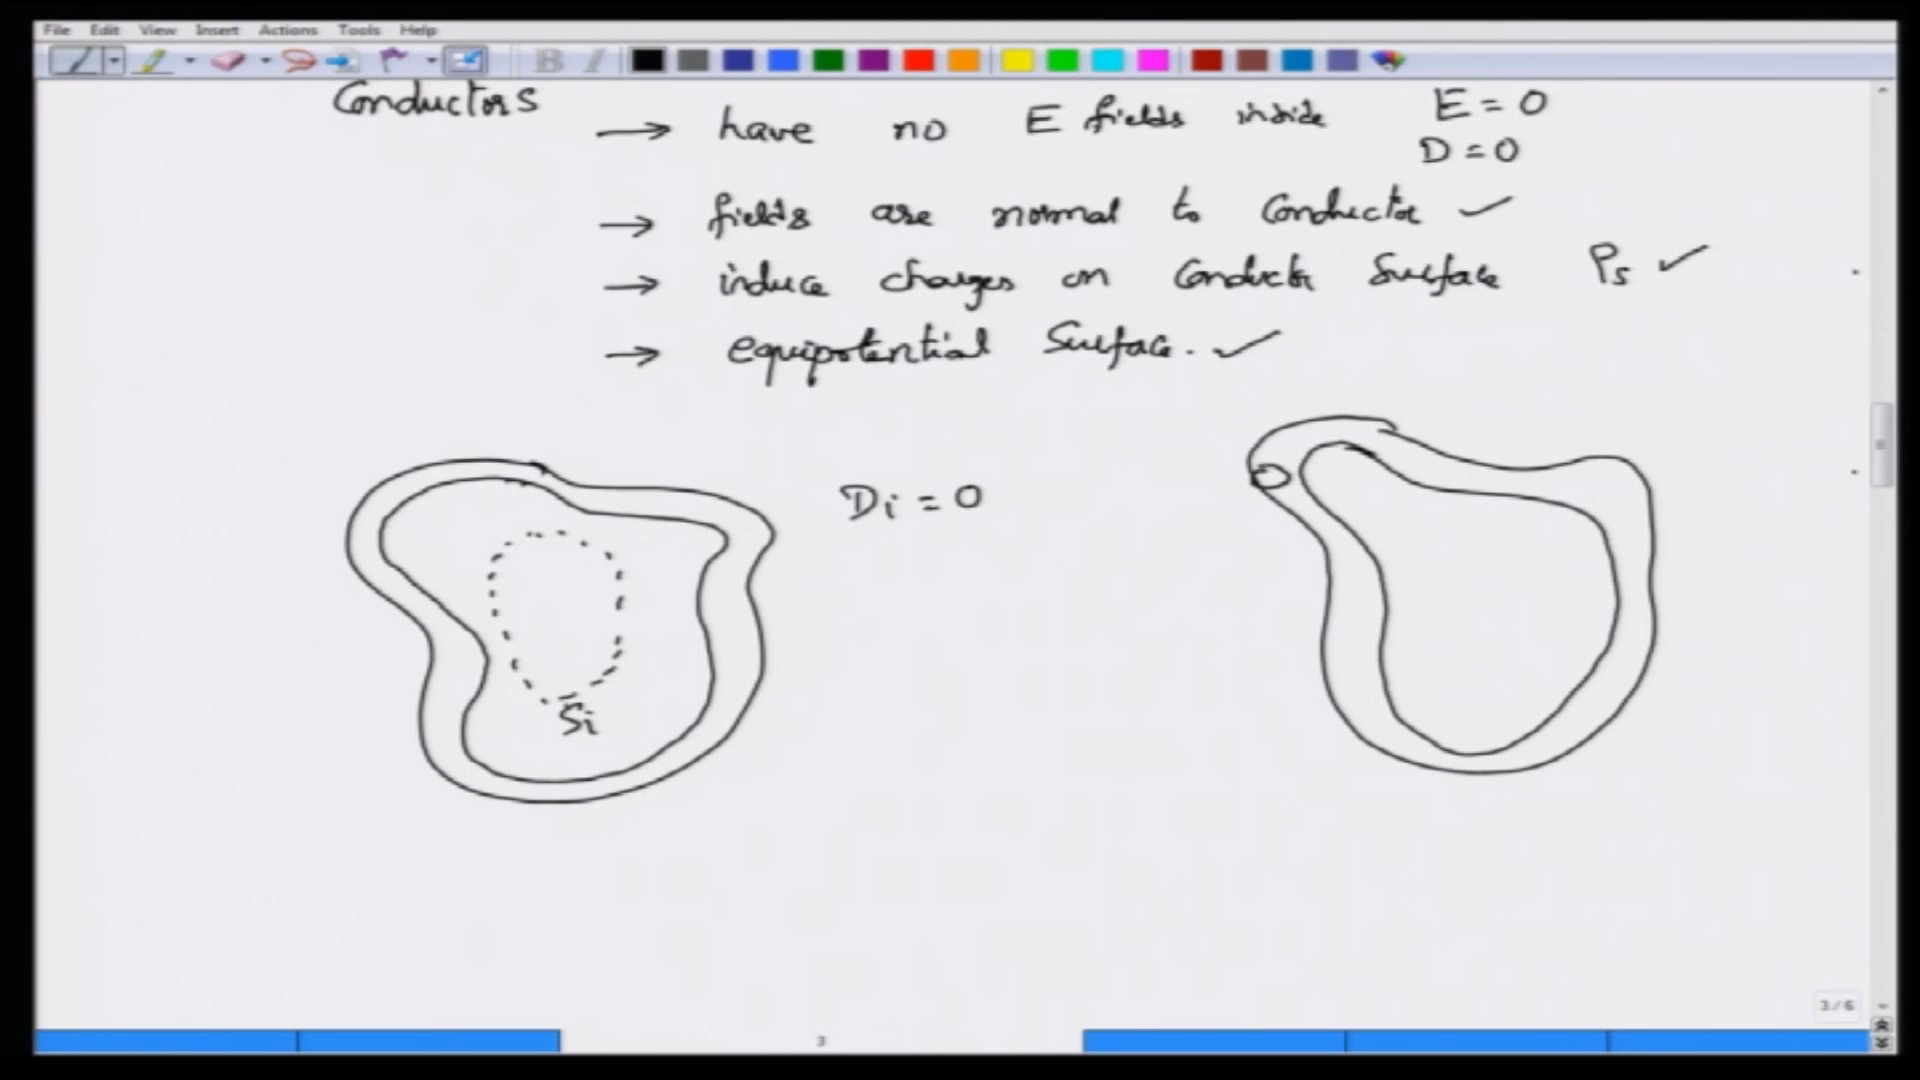 File Edit View Insert Actions Tools Help
B I
Conductors
→ have no E fields inside E = 0
D = 0
→ fields are normal to Conductor ✓
→ induce charges on Conductr Surface ρs ✓
→ equipotential Surface. ✓
Di = 0
Si
3/6
3